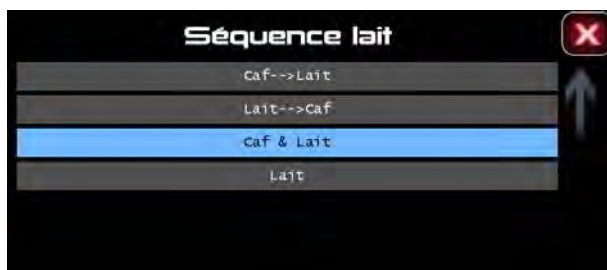 Séquence lait
Caf-->Lait
Lait-->Caf
Caf & Lait
Lait